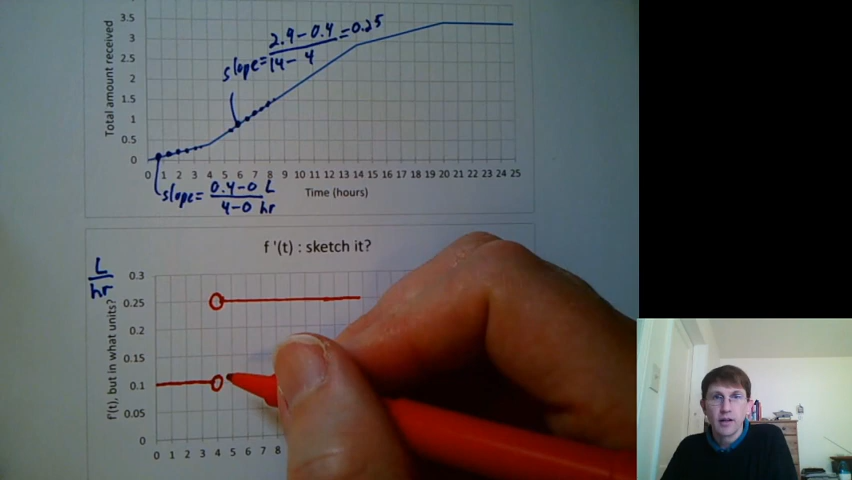 3.5
3
2.5
2
1.5
1
0.5
0
Total amount received
2.9-0.4
slope= =0.25
14-4
0 1 2 3 4 5 6 7 8 9 10 11 12 13 14 15 16 17 18 19 20 21 22 23 24 25
Time (hours)
slope= 0.4-0 L
4-0 hr
f '(t) : sketch it?
L
hr
f'(t), but in what units?
0.3
0.25
0.2
0.15
0.1
0.05
0
0 1 2 3 4 5 6 7 8